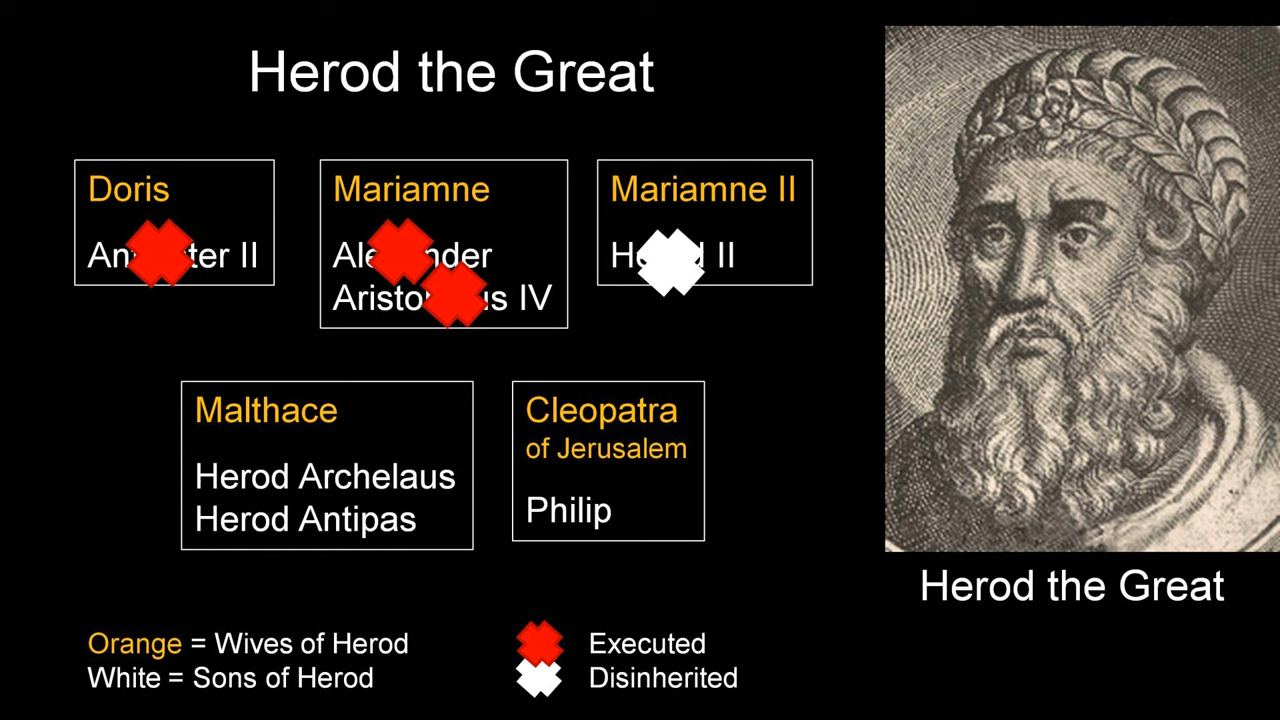 Herod the Great
Doris
II
Mariamne
IV
Mariamne II
II
Malthace
Herod Archelaus
Herod Antipas
Cleopatra
of Jerusalem
Philip
Herod the Great
Orange = Wives of Herod
White = Sons of Herod
Executed
Disinherited